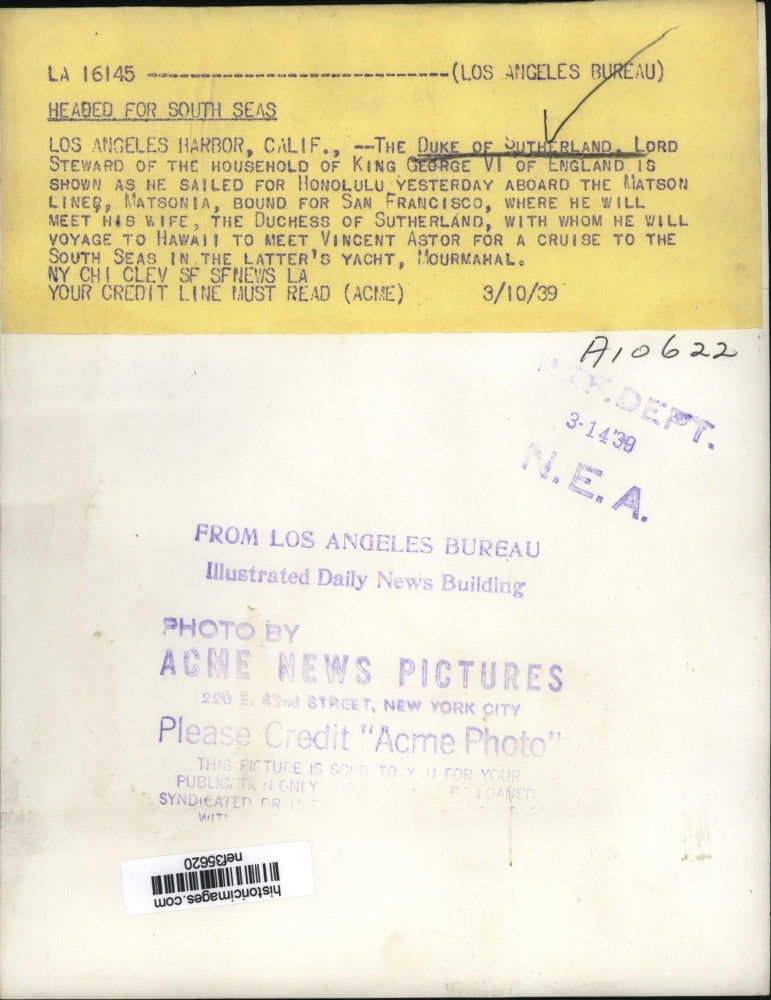 LA 16145 ----------------------------(LOS ANGELES BUREAU)
HEADED FOR SOUTH SEAS
LOS ANGELES HARBOR, CALIF., --THE DUKE OF SUTHERLAND, LORD
STEWARD OF THE HOUSEHOLD OF KING GEORGE VI OF ENGLAND IS
SHOWN AS HE SAILED FOR HONOLULU YESTERDAY ABOARD THE MATSON
LINER, MATSONIA, BOUND FOR SAN FRANCISCO, WHERE HE WILL
MEET HIS WIFE, THE DUCHESS OF SUTHERLAND, WITH WHOM HE WILL
VOYAGE TO HAWAII TO MEET VINCENT ASTOR FOR A CRUISE TO THE
SOUTH SEAS IN THE LATTER'S YACHT, MOURMAHAL.
NY CHI CLEV SF SFNEWS LA
YOUR CREDIT LINE MUST READ (ACME) 3/10/39
A10622
DEPT.
3-14'39
N.E.A.
FROM LOS ANGELES BUREAU
Illustrated Daily News Building
PHOTO BY
ACME NEWS PICTURES
220 E. 42nd STREET, NEW YORK CITY
Please Credit "Acme Photo"
THIS PICTURE IS SOLD TO YOU FOR YOUR
PUBLICATION ONLY BE LOANED
SYNDICATED OR
WIT
historicimages.com
nef35620